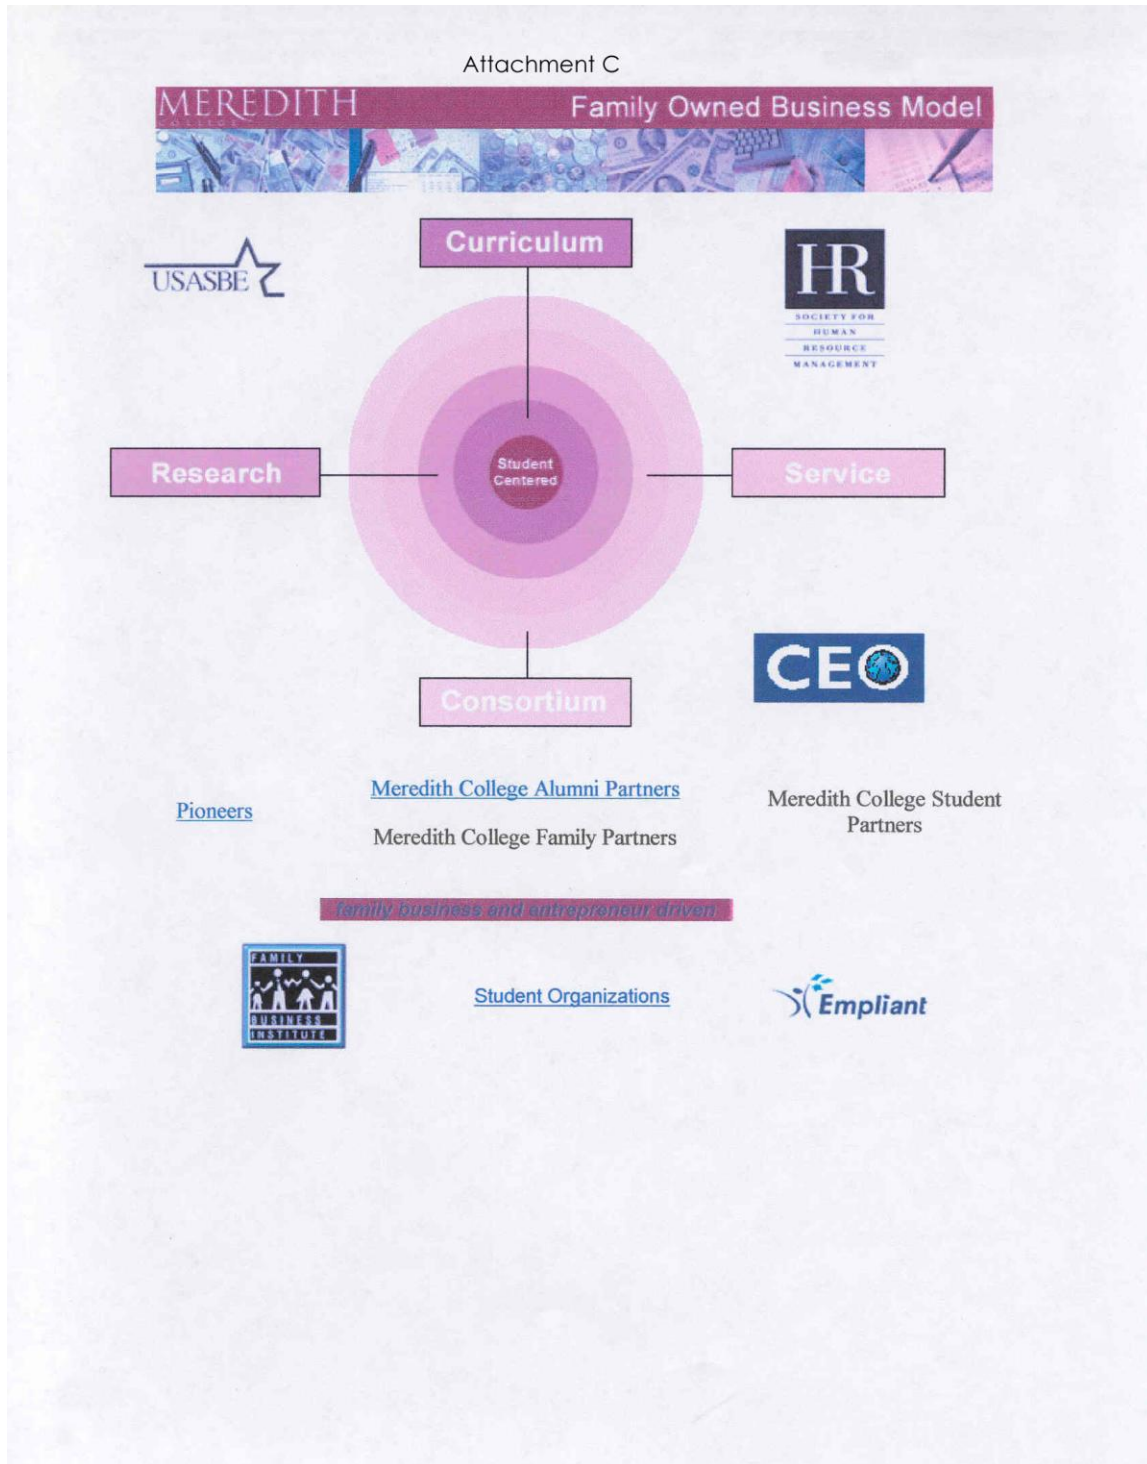 Attachment C
MEREDITH
Family Owned Business Model
Curriculum
USASBE
HR
SOCIETY FOR
HUMAN
RESOURCE
MANAGEMENT
Student
Centered
Research
Service
CEO
Consortium
Pioneers
Meredith College Alumni Partners
Meredith College Family Partners
Meredith College Student
Partners
family business and entrepreneur driven
FAMILY
BUSINESS
INSTITUTE
Student Organizations
Empliant